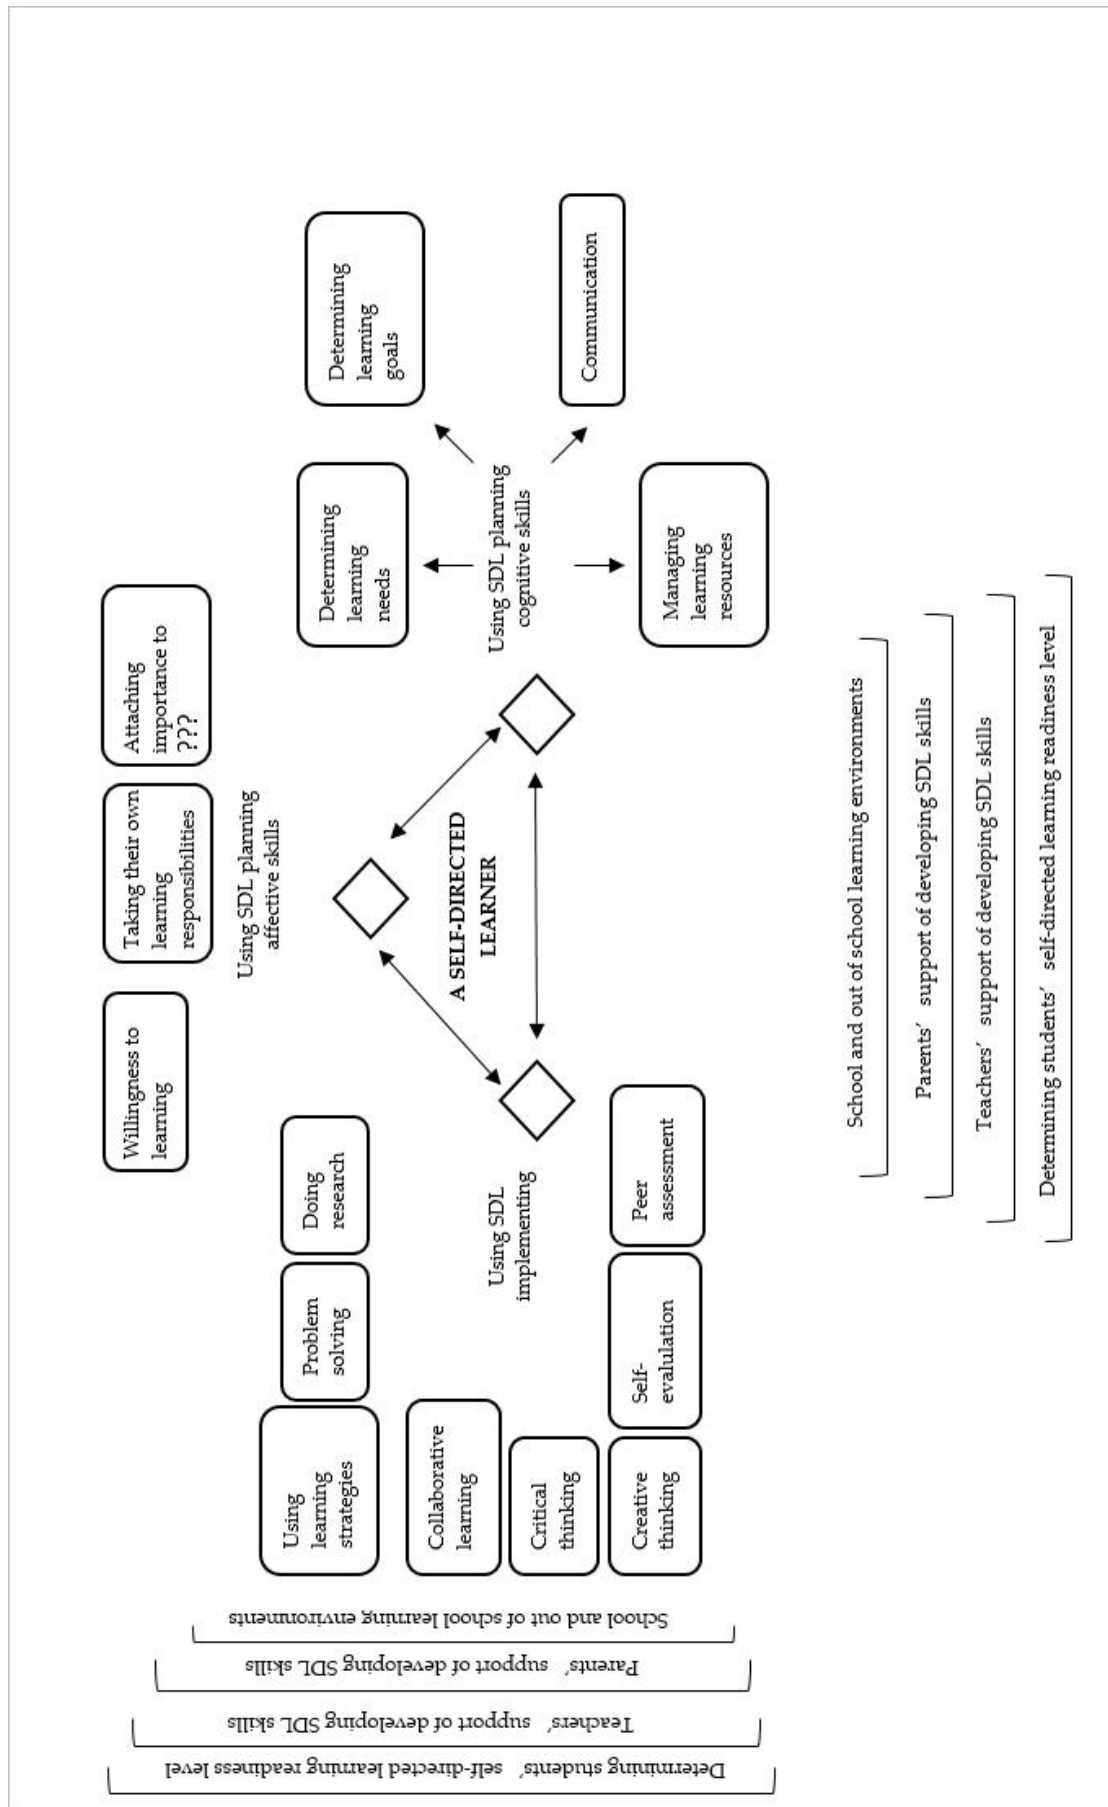 Willingness to
learning
Taking their own
learning
responsibilities
Attaching
importance to
???
Using SDL planning
affective skills
Using learning
strategies
Problem
solving
Doing
research
Determining
learning
needs
Determining
learning
goals
A SELF-DIRECTED
LEARNER
Collaborative
learning
Critical
thinking
Using SDL
implementing
Using SDL planning
cognitive skills
Creative
thinking
Self-
evalulation
Peer
assessment
Managing
learning
resources
Communication
School and out of school learning environments
Parents’ support of developing SDL skills
Teachers’ support of developing SDL skills
Determining students’ self-directed learning readiness level
School and out of school learning environments
Parents’ support of developing SDL skills
Teachers’ support of developing SDL skills
Determining students’ self-directed learning readiness level